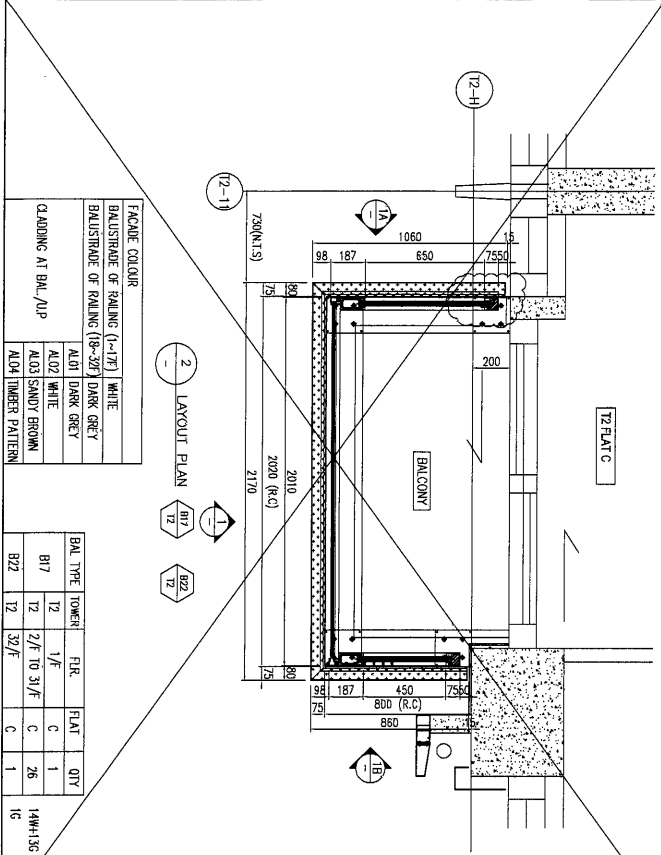 T2-H
T2-11
T2 FLAT C
BALCONY
1A
-
1B
-
1
-
730(N.T.S)
1060
15
98
187
650
7550
200
75
80
2010
2020 (R.C)
2170
75
80
98
187
450
7550
75
800 (R.C)
860
15
2
-
LAYOUT PLAN
B17
T2
B22
T2
FACADE COLOUR
BALUSTRADE OF RAILING (1~17F) WHITE
BALUSTRADE OF RAILING (18~32F) DARK GREY
CLADDING AT BAL./U.P
AL01 DARK GREY
AL02 WHITE
AL03 SANDY BROWN
AL04 TIMBER PATTERN
BAL TYPE TOWER FLR. FLAT QTY
B17 T2 1/F C 1
T2 2/F TO 31/F C 26 14W+13G
B22 T2 32/F C 1 1G